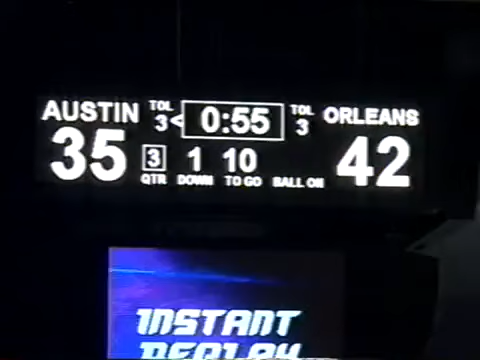 AUSTIN TOL 3< 0:55 TOL 3 ORLEANS
35 3 1 10 42
QTR DOWN TO GO BALL ON
INSTANT
REPLAY